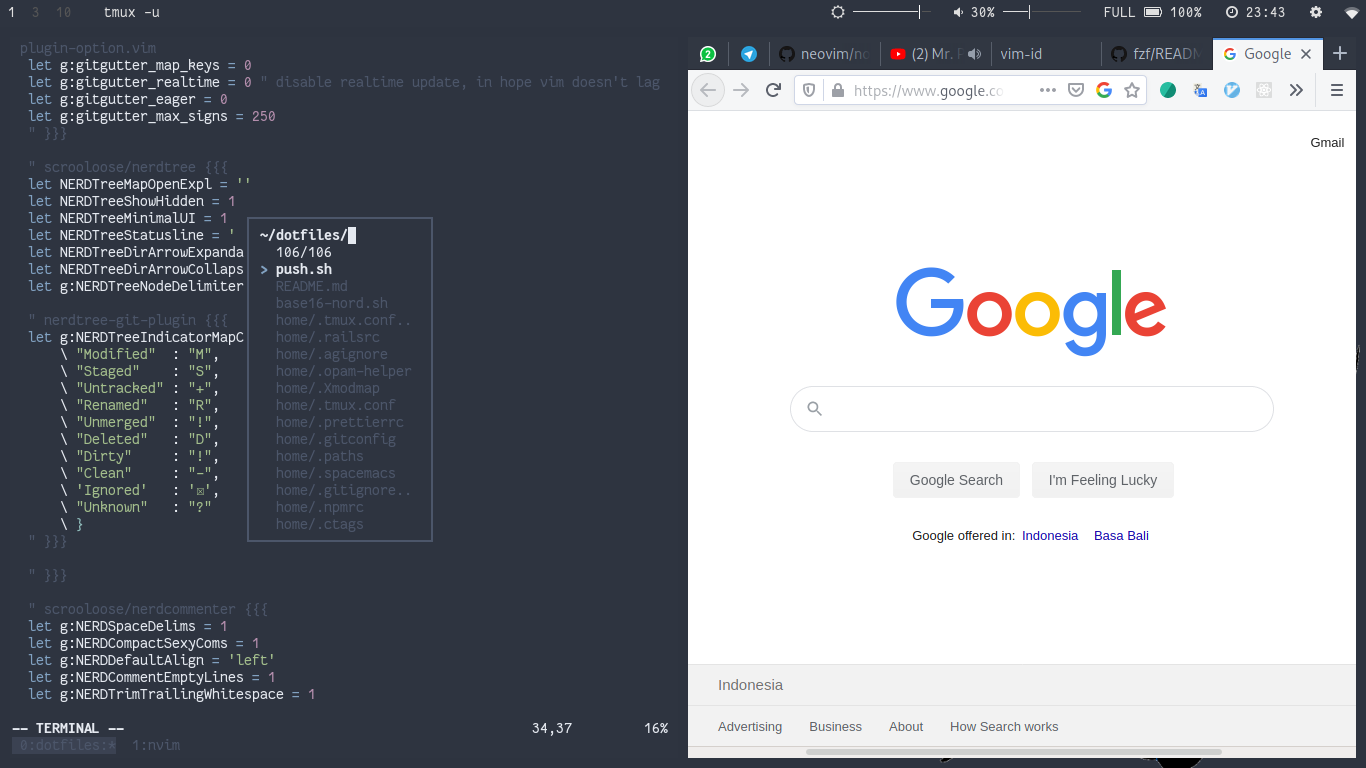 1 3 10 tmux -u 30% FULL 100% 23:43
plugin-option.vim
let g:gitgutter_map_keys = 0
let g:gitgutter_realtime = 0 " disable realtime update, in hope vim doesn't lag
let g:gitgutter_eager = 0
let g:gitgutter_max_signs = 250
" }}}
" scrooloose/nerdtree {{{
let NERDTreeMapOpenExpl = ''
let NERDTreeShowHidden = 1
let NERDTreeMinimalUI = 1
let NERDTreeStatusline = '
let NERDTreeDirArrowExpanda
let NERDTreeDirArrowCollaps
let g:NERDTreeNodeDelimiter
" nerdtree-git-plugin {{{
let g:NERDTreeIndicatorMapC
\ "Modified" : "M",
\ "Staged" : "S",
\ "Untracked" : "+",
\ "Renamed" : "R",
\ "Unmerged" : "!",
\ "Deleted" : "D",
\ "Dirty" : "!",
\ "Clean" : "-",
\ 'Ignored' : '☒',
\ "Unknown" : "?"
\ }
" }}}
" }}}
" scrooloose/nerdcommenter {{{
let g:NERDSpaceDelims = 1
let g:NERDCompactSexyComs = 1
let g:NERDDefaultAlign = 'left'
let g:NERDCommentEmptyLines = 1
let g:NERDTrimTrailingWhitespace = 1
-- TERMINAL -- 34,37 16%
0:dotfiles:* 1:nvim
~/dotfiles/
106/106
> push.sh
README.md
base16-nord.sh
home/.tmux.conf..
home/.railsrc
home/.agignore
home/.opam-helper
home/.Xmodmap
home/.tmux.conf
home/.prettierrc
home/.gitconfig
home/.paths
home/.spacemacs
home/.gitignore..
home/.npmrc
home/.ctags
2 neovim/no (2) Mr. vim-id fzf/READM Google
https://www.google.co
Gmail
Google
Google Search I'm Feeling Lucky
Google offered in: Indonesia Basa Bali
Indonesia
Advertising Business About How Search works